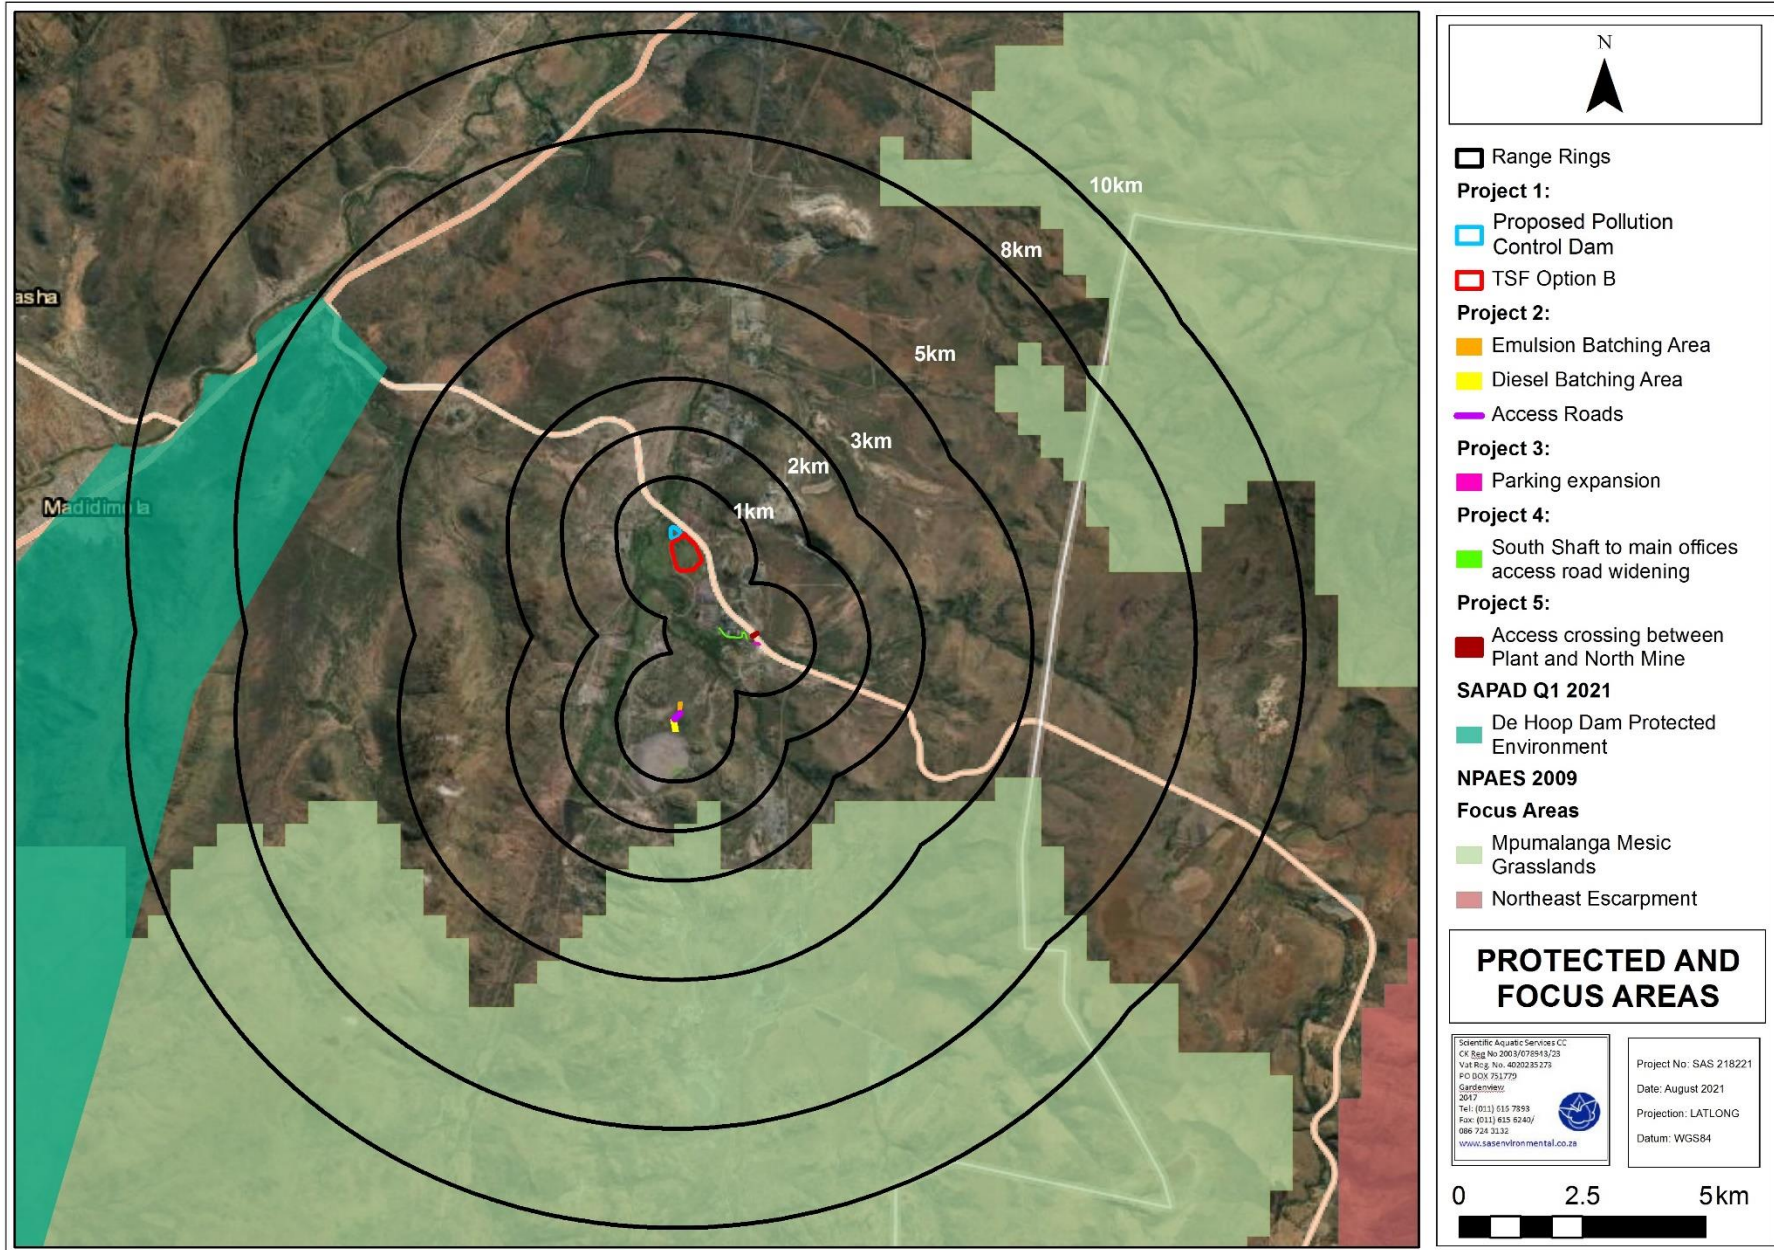 asha
Madidimola
10km
8km
5km
3km
2km
1km
N
Range Rings
Project 1:
Proposed Pollution
Control Dam
TSF Option B
Project 2:
Emulsion Batching Area
Diesel Batching Area
Access Roads
Project 3:
Parking expansion
Project 4:
South Shaft to main offices
access road widening
Project 5:
Access crossing between
Plant and North Mine
SAPAD Q1 2021
De Hoop Dam Protected
Environment
NPAES 2009
Focus Areas
Mpumalanga Mesic
Grasslands
Northeast Escarpment
PROTECTED AND
FOCUS AREAS
Scientific Aquatic Services CC
CK Reg No 2003/078943/23
Vat Reg. No. 4020235273
PO BOX 751779
Gardenview
2047
Tel: (011) 615 7893
Fax: (011) 615 6240/
086 724 3132
www.sasenvironmental.co.za
Project No: SAS 218221
Date: August 2021
Projection: LATLONG
Datum: WGS84
0 2.5 5km